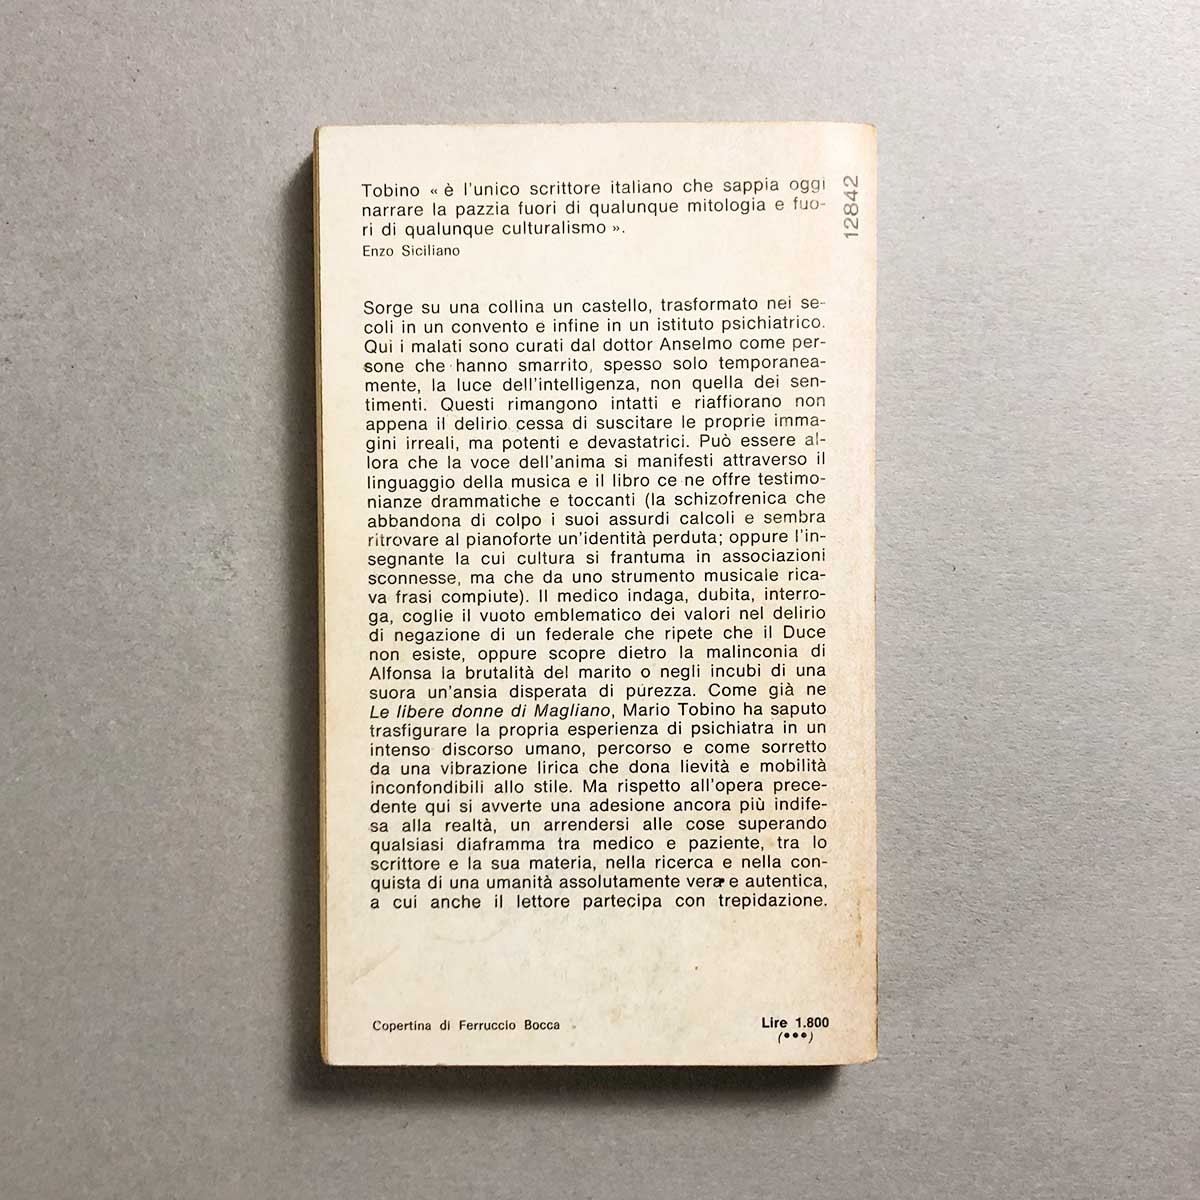 Tobino « è l'unico scrittore italiano che sappia oggi
narrare la pazzia fuori di qualunque mitologia e fuo-
ri di qualunque culturalismo ».
Enzo Siciliano
12842
Sorge su una collina un castello, trasformato nei se-
coli in un convento e infine in un istituto psichiatrico.
Qui i malati sono curati dal dottor Anselmo come per-
sone che hanno smarrito, spesso solo temporanea-
mente, la luce dell'intelligenza, non quella dei sen-
timenti. Questi rimangono intatti e riaffiorano non
appena il delirio cessa di suscitare le proprie imma-
gini irreali, ma potenti e devastatrici. Può essere al-
lora che la voce dell'anima si manifesti attraverso il
linguaggio della musica e il libro ce ne offre testimo-
nianze drammatiche e toccanti (la schizofrenica che
abbandona di colpo i suoi assurdi calcoli e sembra
ritrovare al pianoforte un'identità perduta; oppure l'in-
segnante la cui cultura si frantuma in associazioni
sconnesse, ma che da uno strumento musicale rica-
va frasi compiute). Il medico indaga, dubita, interro-
ga, coglie il vuoto emblematico dei valori nel delirio
di negazione di un federale che ripete che il Duce
non esiste, oppure scopre dietro la malinconia di
Alfonsa la brutalità del marito o negli incubi di una
suora un'ansia disperata di purezza. Come già ne
Le libere donne di Magliano, Mario Tobino ha saputo
trasfigurare la propria esperienza di psichiatra in un
intenso discorso umano, percorso e come sorretto
da una vibrazione lirica che dona lievità e mobilità
inconfondibili allo stile. Ma rispetto all'opera prece-
dente qui si avverte una adesione ancora più indife-
sa alla realtà, un arrendersi alle cose superando
qualsiasi diaframma tra medico e paziente, tra lo
scrittore e la sua materia, nella ricerca e nella con-
quista di una umanità assolutamente vera e autentica,
a cui anche il lettore partecipa con trepidazione.
Copertina di Ferruccio Bocca
Lire 1.800
(•••)